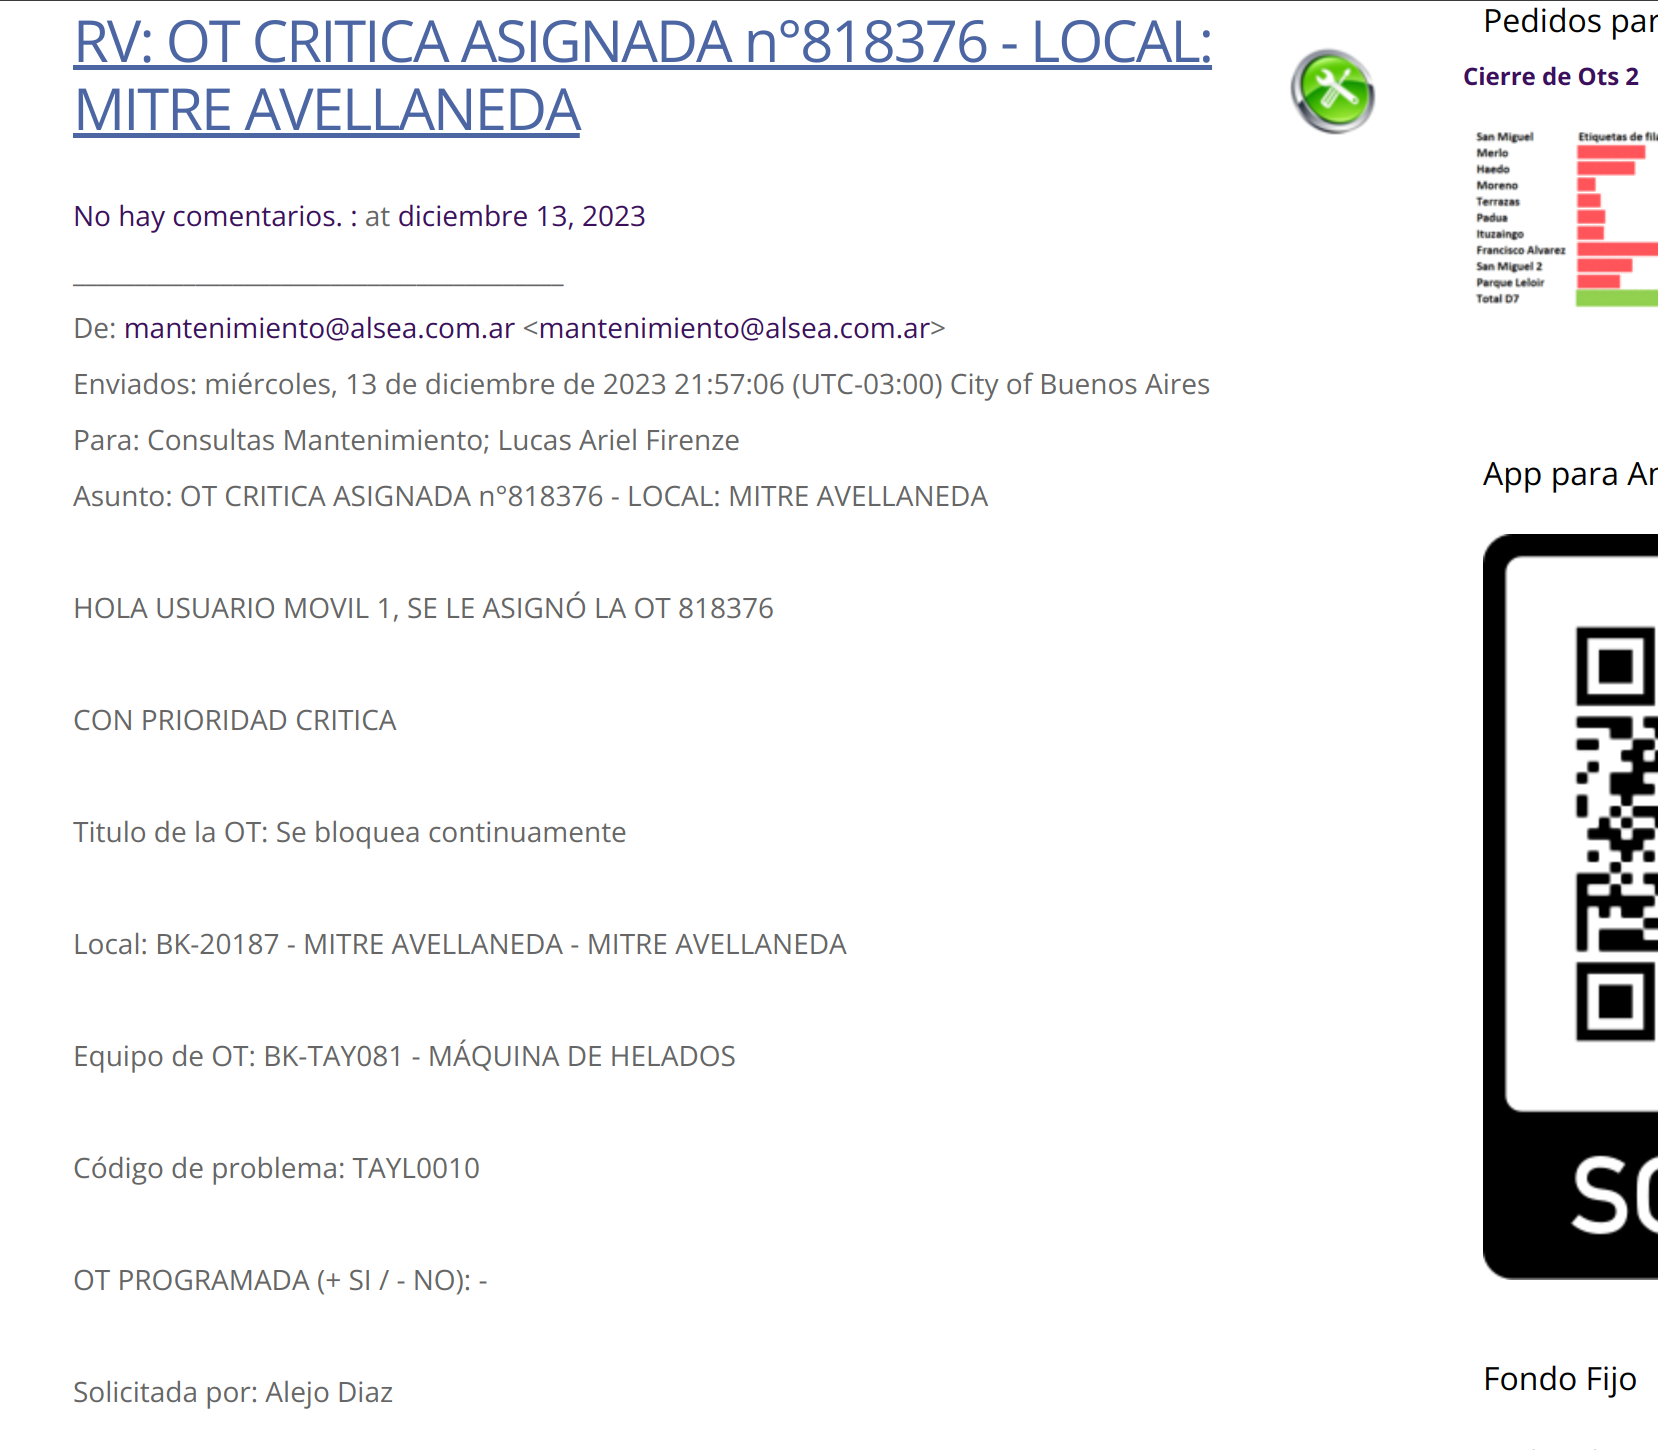 RV: OT CRITICA ASIGNADA n°818376 - LOCAL:
MITRE AVELLANEDA
No hay comentarios. : at diciembre 13, 2023
________________________________
De: mantenimiento@alsea.com.ar <mantenimiento@alsea.com.ar>
Enviados: miércoles, 13 de diciembre de 2023 21:57:06 (UTC-03:00) City of Buenos Aires
Para: Consultas Mantenimiento; Lucas Ariel Firenze
Asunto: OT CRITICA ASIGNADA n°818376 - LOCAL: MITRE AVELLANEDA
HOLA USUARIO MOVIL 1, SE LE ASIGNÓ LA OT 818376
CON PRIORIDAD CRITICA
Titulo de la OT: Se bloquea continuamente
Local: BK-20187 - MITRE AVELLANEDA - MITRE AVELLANEDA
Equipo de OT: BK-TAY081 - MÁQUINA DE HELADOS
Código de problema: TAYL0010
OT PROGRAMADA (+ SI / - NO): -
Solicitada por: Alejo Diaz
Pedidos par
Cierre de Ots 2
San Miguel Etiquetas de fil
Merlo
Haedo
Moreno
Terrazas
Padua
Ituzaingo
Francisco Alvarez
San Miguel 2
Parque Leloir
Total D7
App para
Fondo Fijo